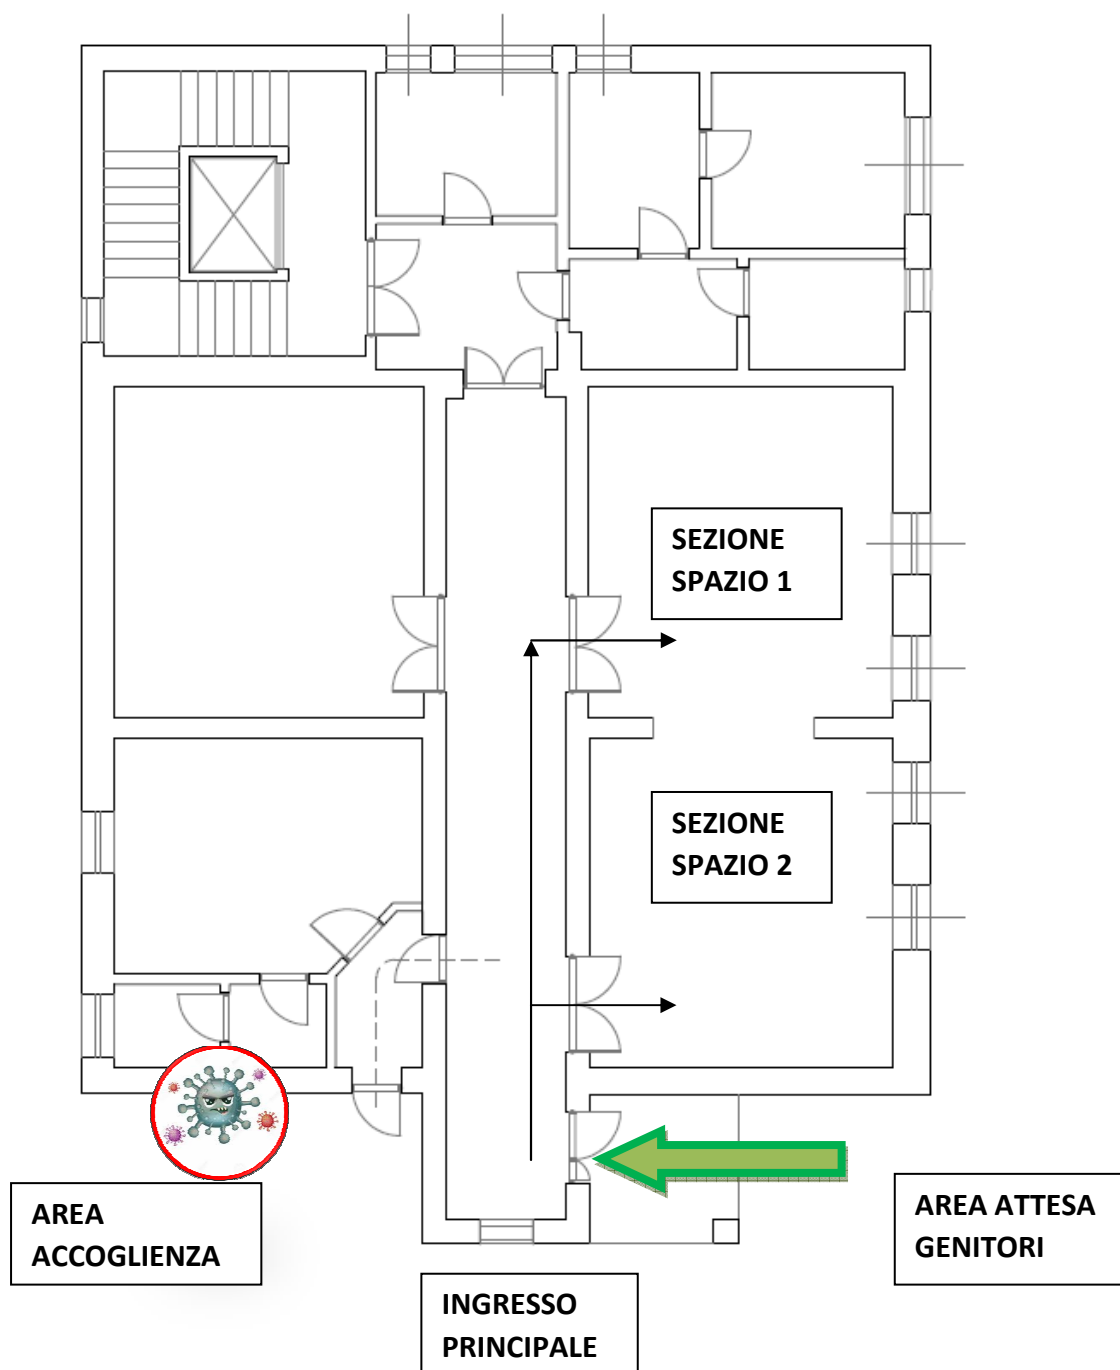 SEZIONE
SPAZIO 1
SEZIONE
SPAZIO 2
AREA
ACCOGLIENZA
AREA ATTESA
GENITORI
INGRESSO
PRINCIPALE